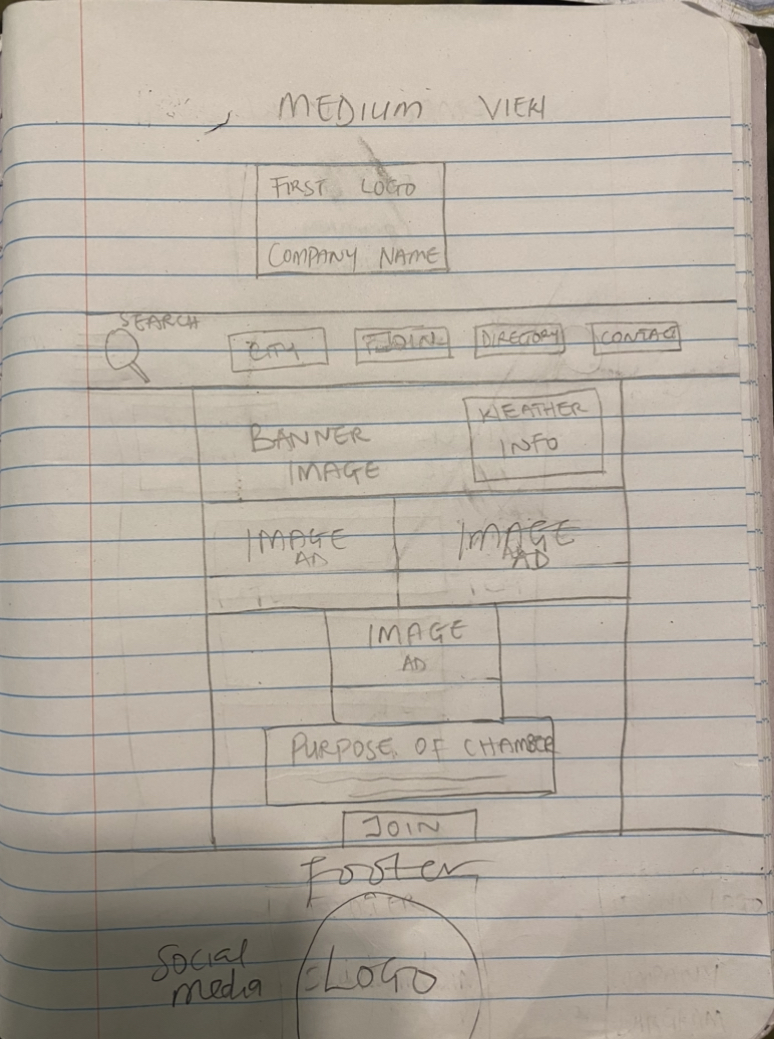 MEDIUM VIEW
FIRST LOGO
COMPANY NAME
SEARCH
CITY
JOIN
DIRECTORY
CONTAC
BANNER
IMAGE
WEATHER
INFO
IMAGE
AD
IMAGE
AD
IMAGE
AD
PURPOSE OF CHAMBER
JOIN
Footer
Social
media
LOGO